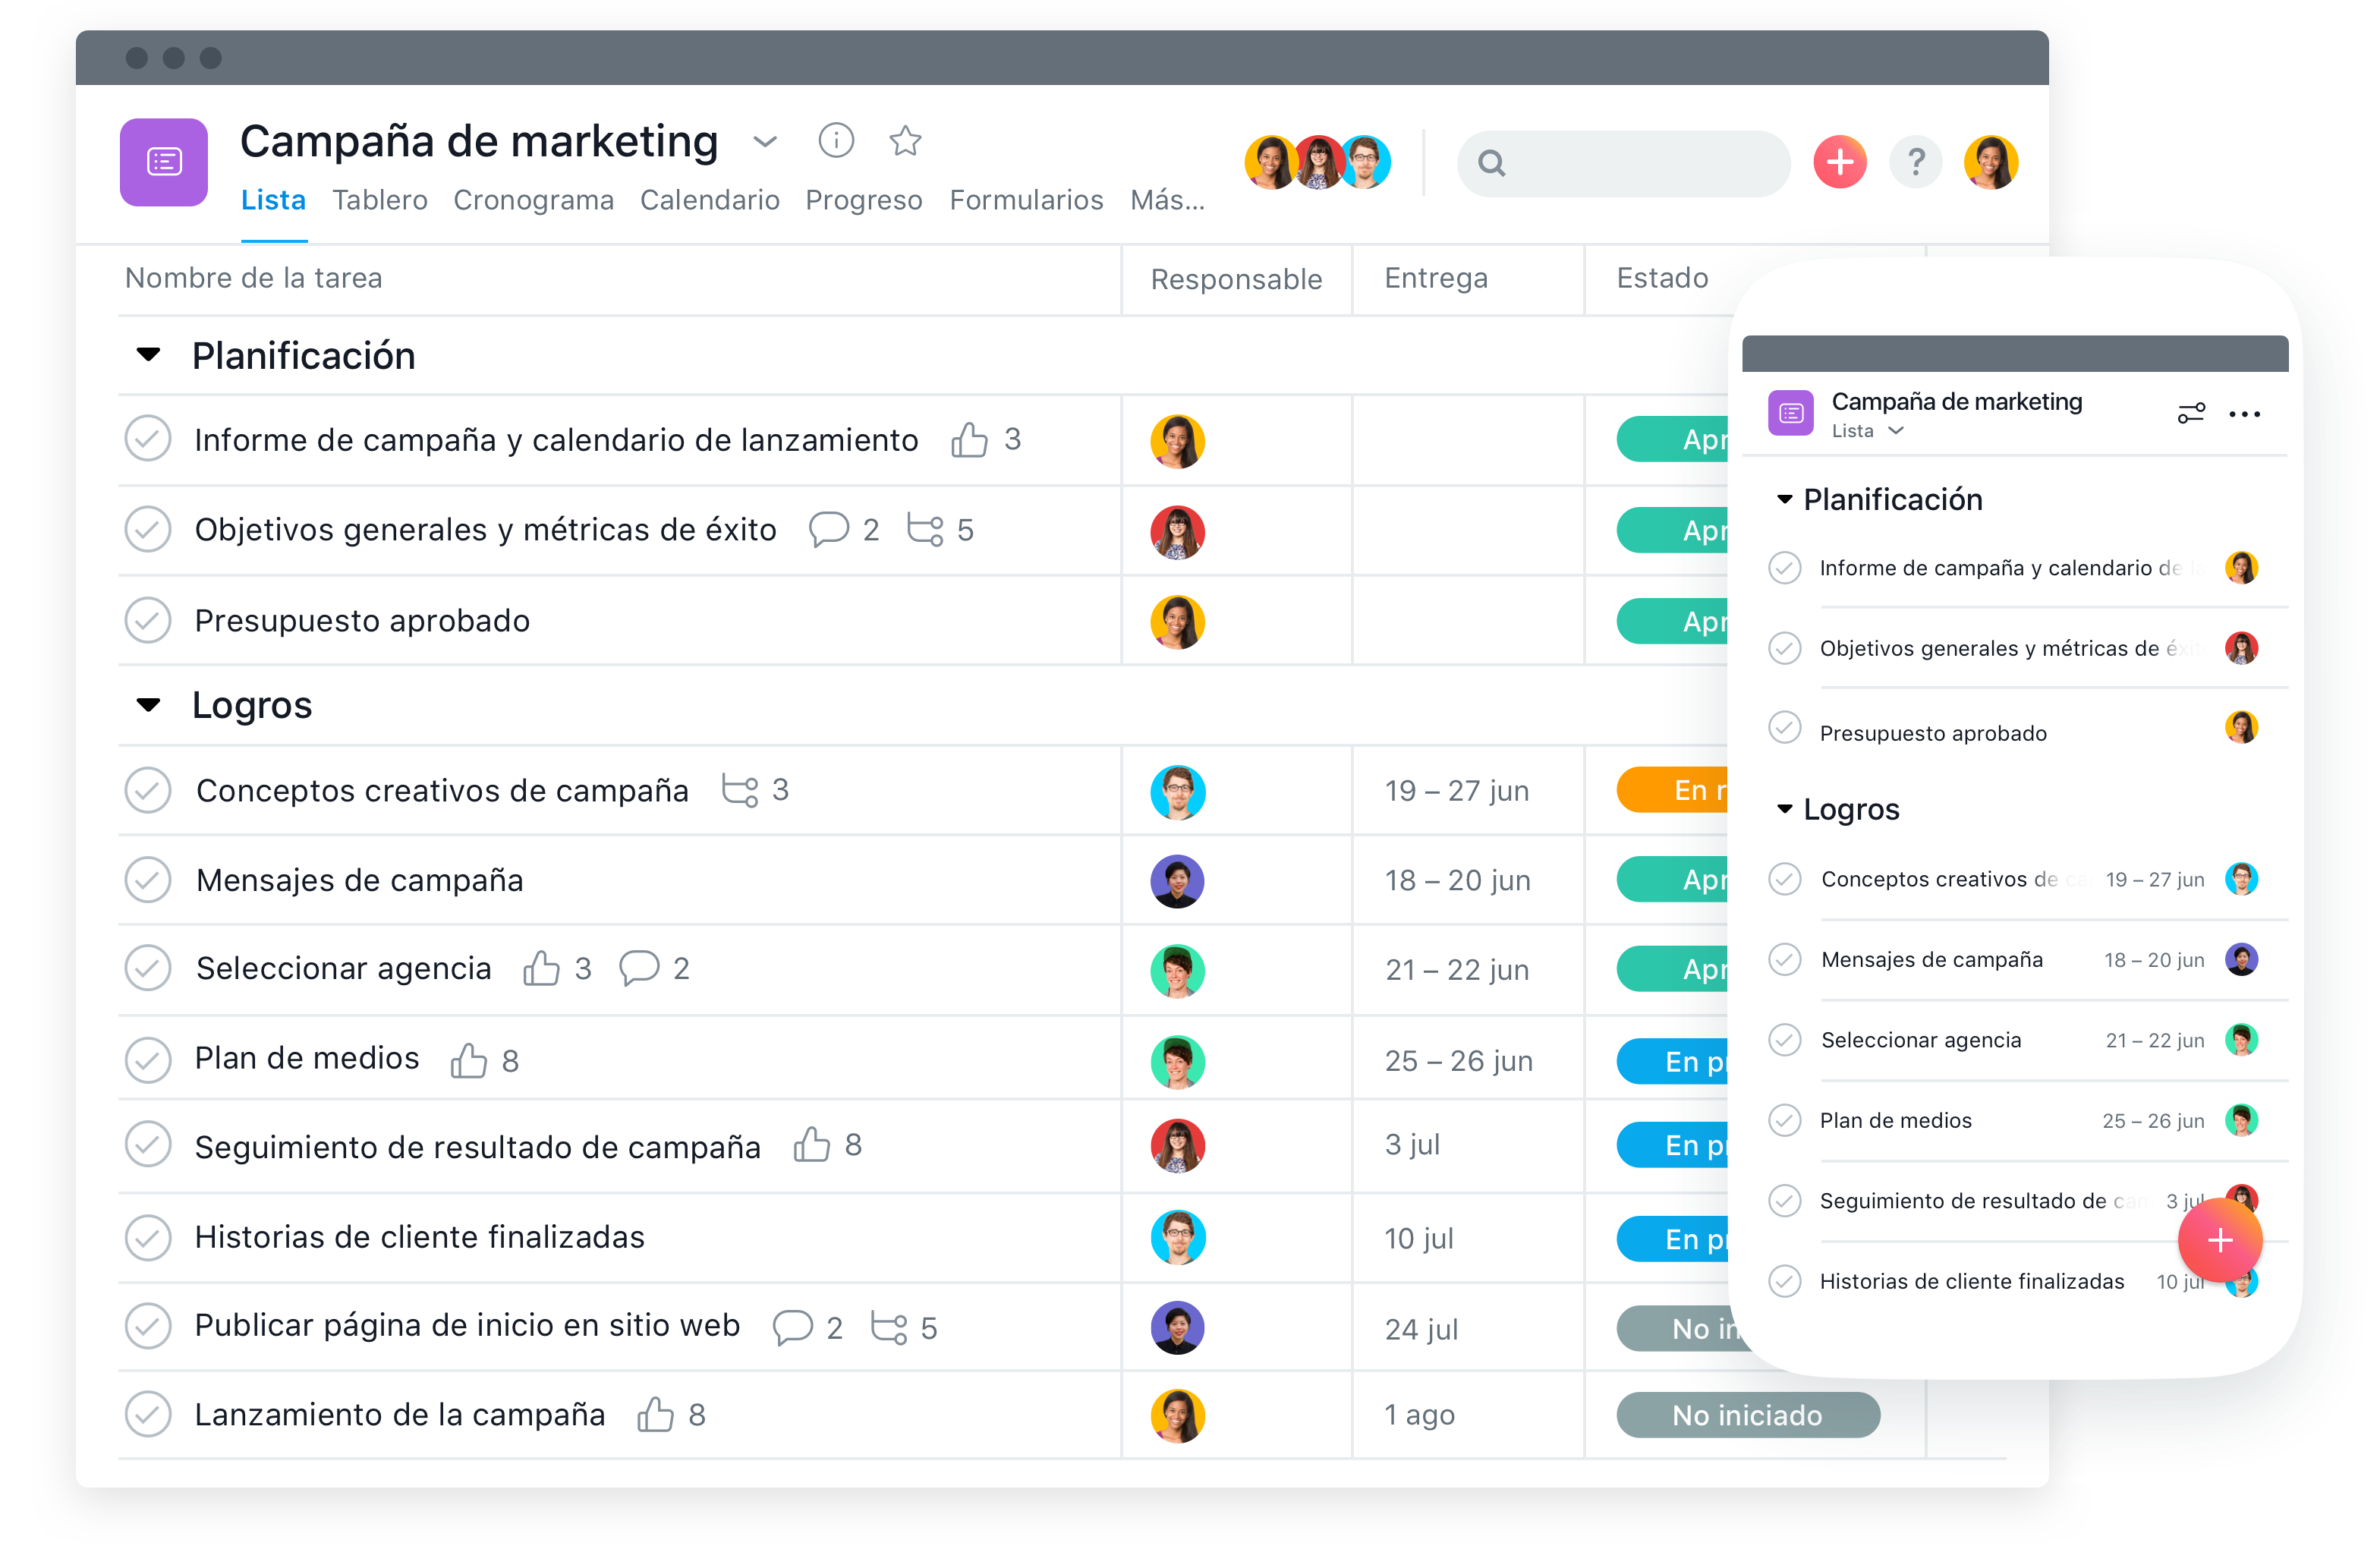 Campaña de marketing
Lista Tablero Cronograma Calendario Progreso Formularios Más...
?
Nombre de la tarea Responsable Entrega Estado
Planificación
Informe de campaña y calendario de lanzamiento 3
Objetivos generales y métricas de éxito 2 5
Presupuesto aprobado
Logros
Conceptos creativos de campaña 3 19 – 27 jun En
Mensajes de campaña 18 – 20 jun
Seleccionar agencia 3 2 21 – 22 jun
Plan de medios 8 25 – 26 jun En
Seguimiento de resultado de campaña 8 3 jul En
Historias de cliente finalizadas 10 jul En
Publicar página de inicio en sitio web 2 5 24 jul No
Lanzamiento de la campaña 8 1 ago No iniciado
Campaña de marketing
Lista
Planificación
Informe de campaña y calendario de
Objetivos generales y métricas de
Presupuesto aprobado
Logros
Conceptos creativos de 19 – 27 jun
Mensajes de campaña 18 – 20 jun
Seleccionar agencia 21 – 22 jun
Plan de medios 25 – 26 jun
Seguimiento de resultado de 3 jul
Historias de cliente finalizadas 10 jul